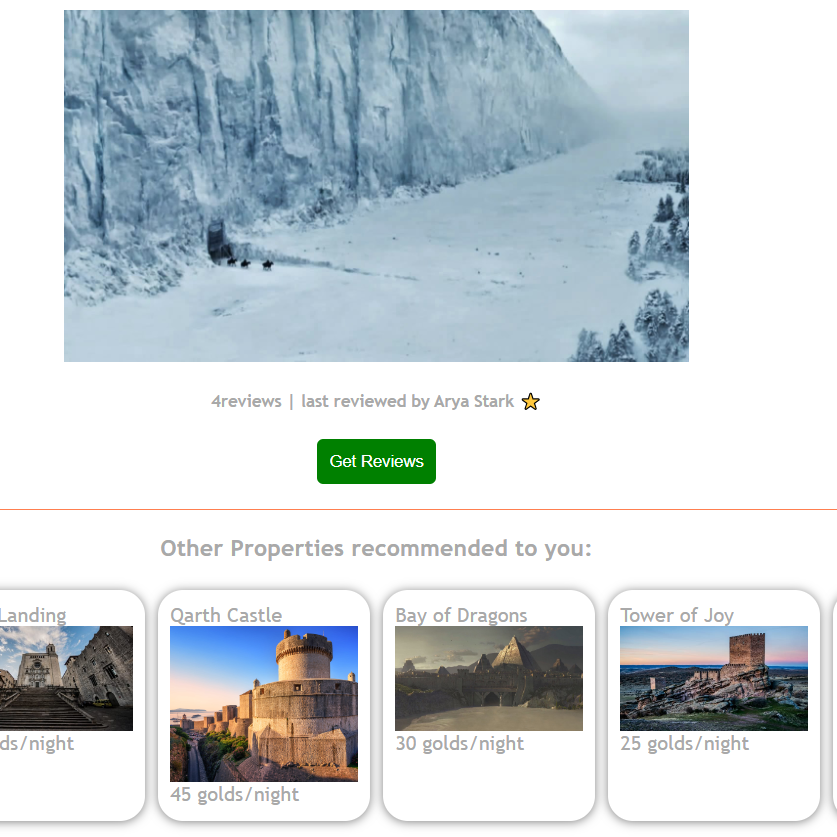 4reviews | last reviewed by Arya Stark
Get Reviews
Other Properties recommended to you:
Landing
ds/night
Qarth Castle
45 golds/night
Bay of Dragons
30 golds/night
Tower of Joy
25 golds/night